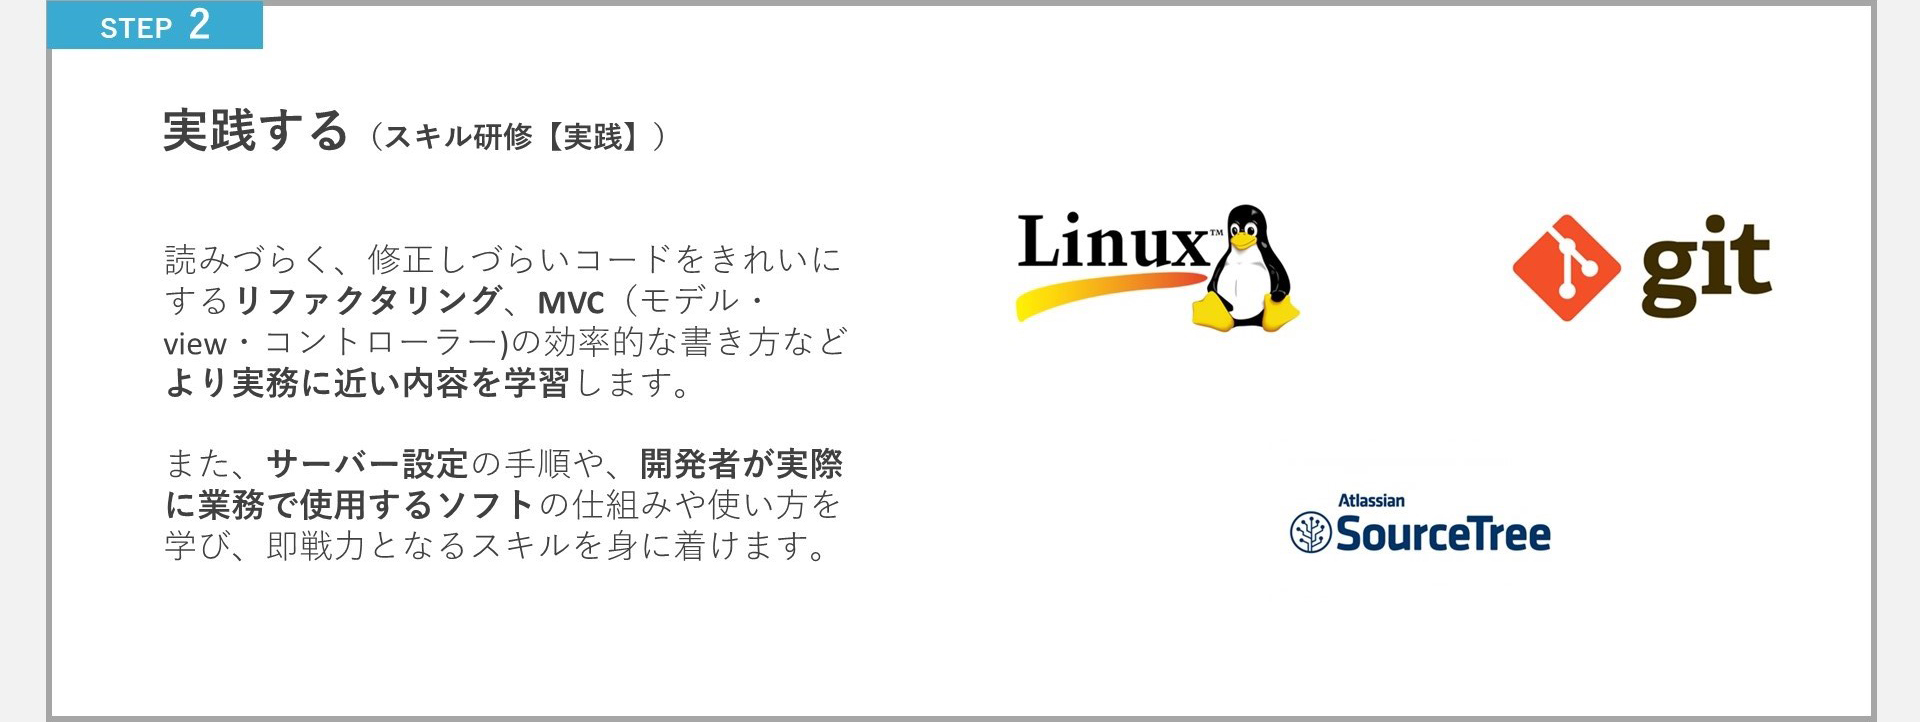 STEP 2
実践する（スキル研修【実践】）
読みづらく、修正しづらいコードをきれいに
するリファクタリング、MVC（モデル・
view・コントローラー)の効率的な書き方など
より実務に近い内容を学習します。
また、サーバー設定の手順や、開発者が実際
に業務で使用するソフトの仕組みや使い方を
学び、即戦力となるスキルを身に着けます。
Linux™
git
Atlassian
SourceTree